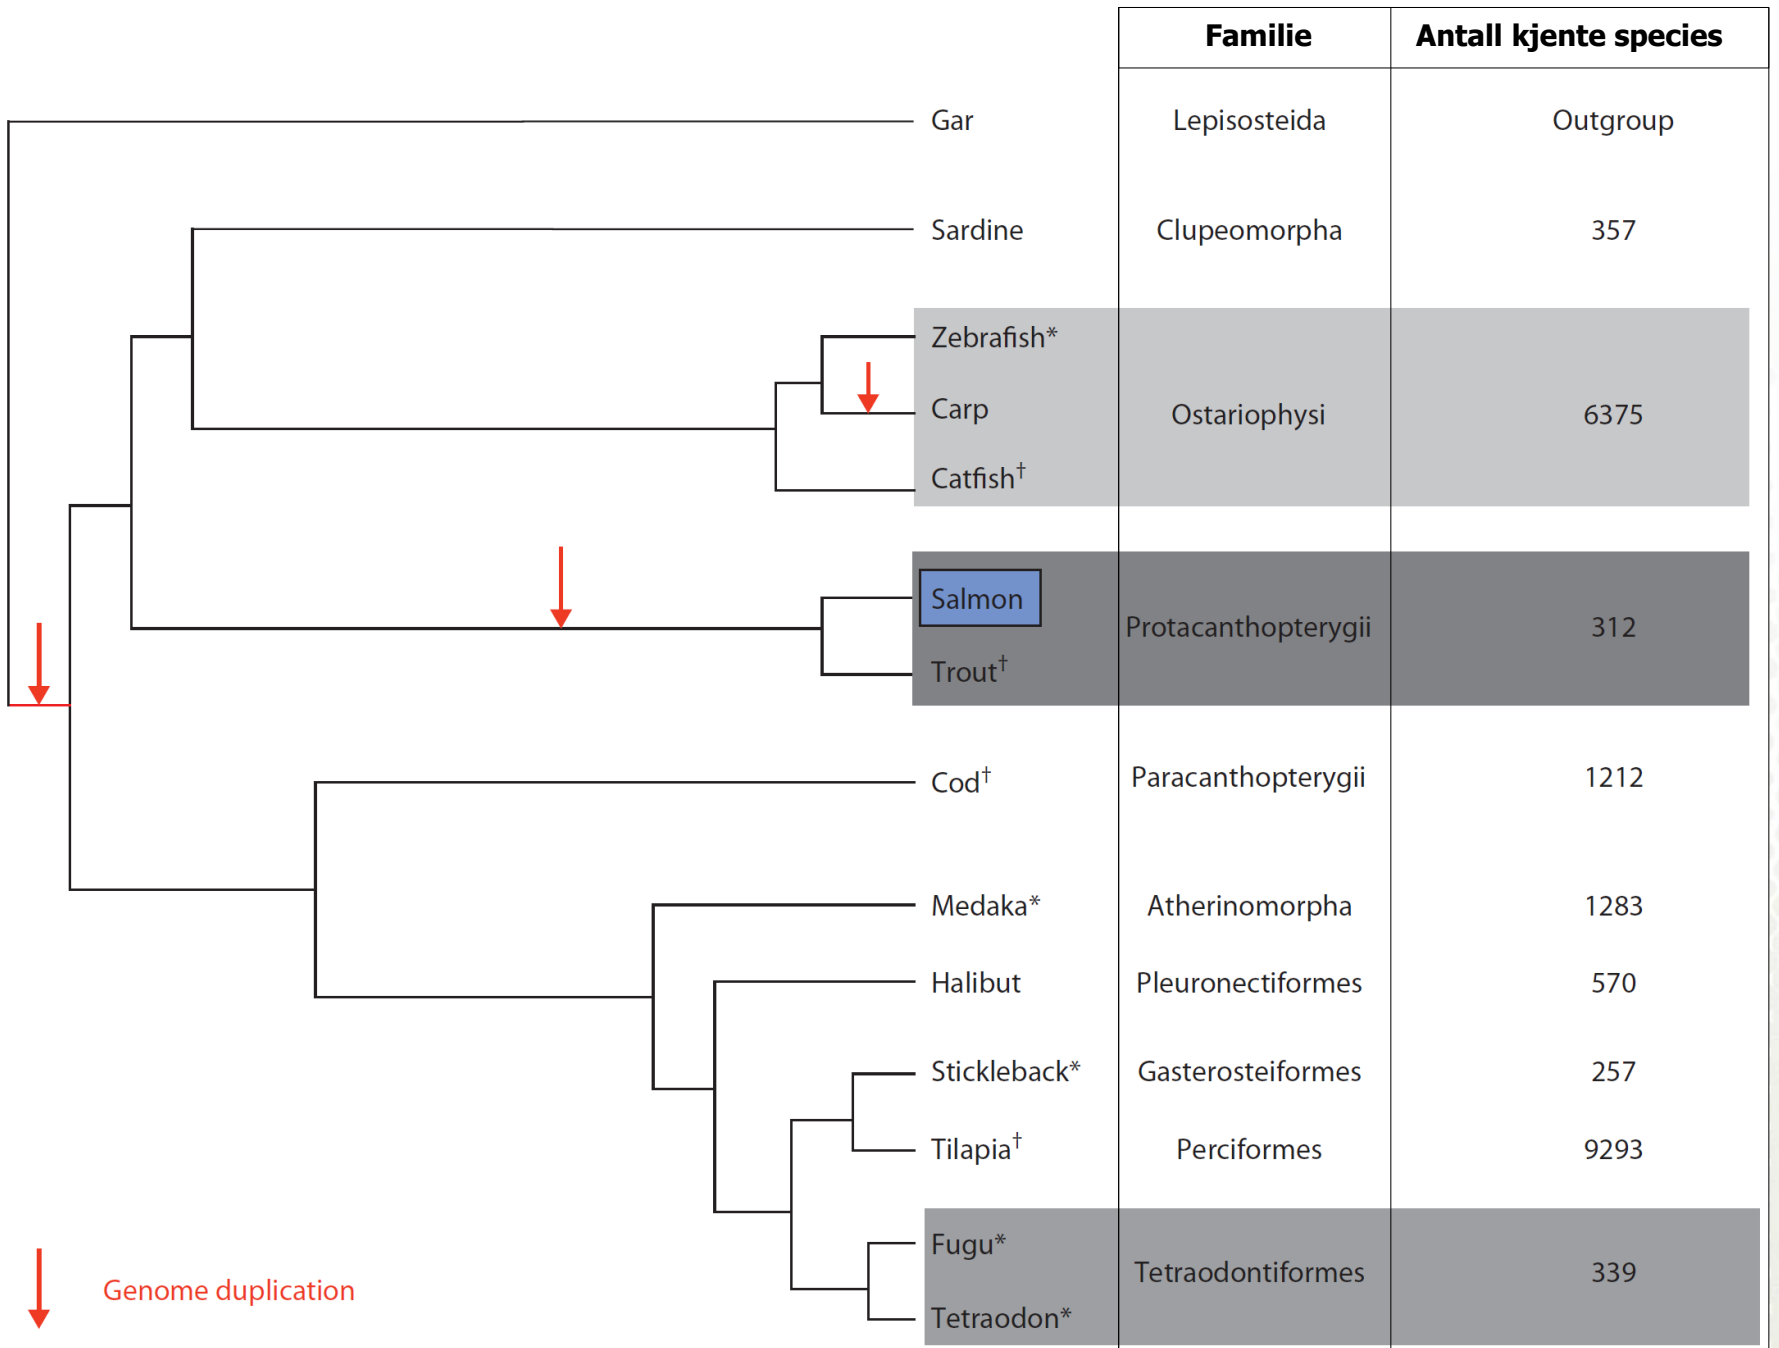 Familie Antall kjente species
Gar Lepisosteida Outgroup
Sardine Clupeomorpha 357
Zebrafish*
Carp Ostariophysi 6375
Catfish†
Salmon
Protacanthopterygii 312
Trout†
Cod† Paracanthopterygii 1212
Medaka* Atherinomorpha 1283
Halibut Pleuronectiformes 570
Stickleback* Gasterosteiformes 257
Tilapia† Perciformes 9293
Fugu*
Tetraodontiformes 339
Tetraodon*
Genome duplication